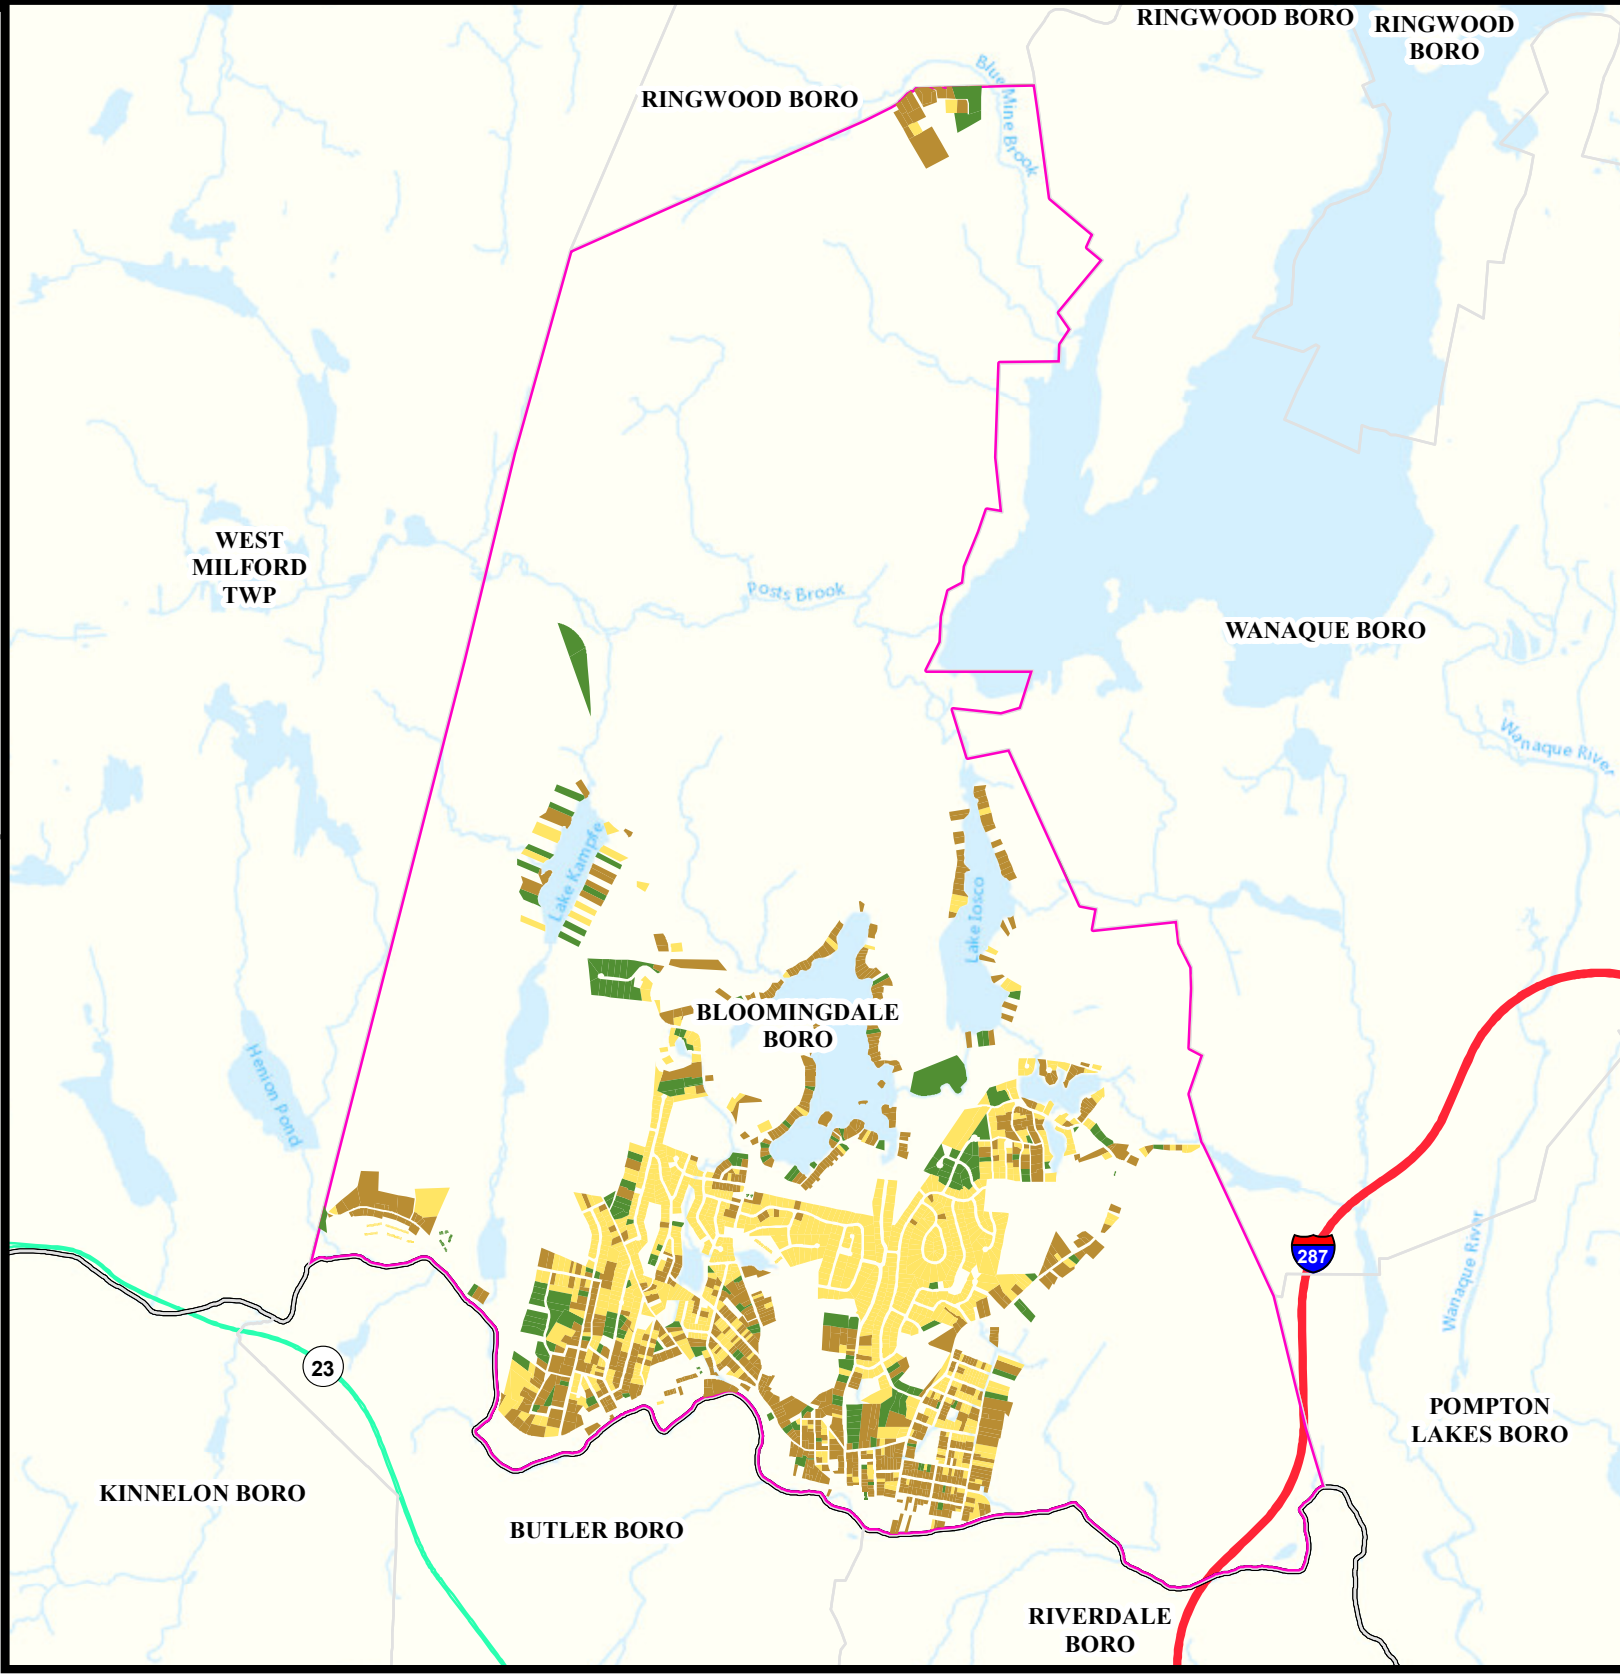 RINGWOOD BORO
RINGWOOD
BORO
RINGWOOD BORO
Blue Mine Brook
WEST
MILFORD
TWP
Posts Brook
WANAQUE BORO
Wanaque River
Lake Kampfe
Lake Iosco
BLOOMINGDALE
BORO
Henion Pond
287
Wanaque River
23
POMPTON
LAKES BORO
KINNELON BORO
BUTLER BORO
RIVERDALE
BORO